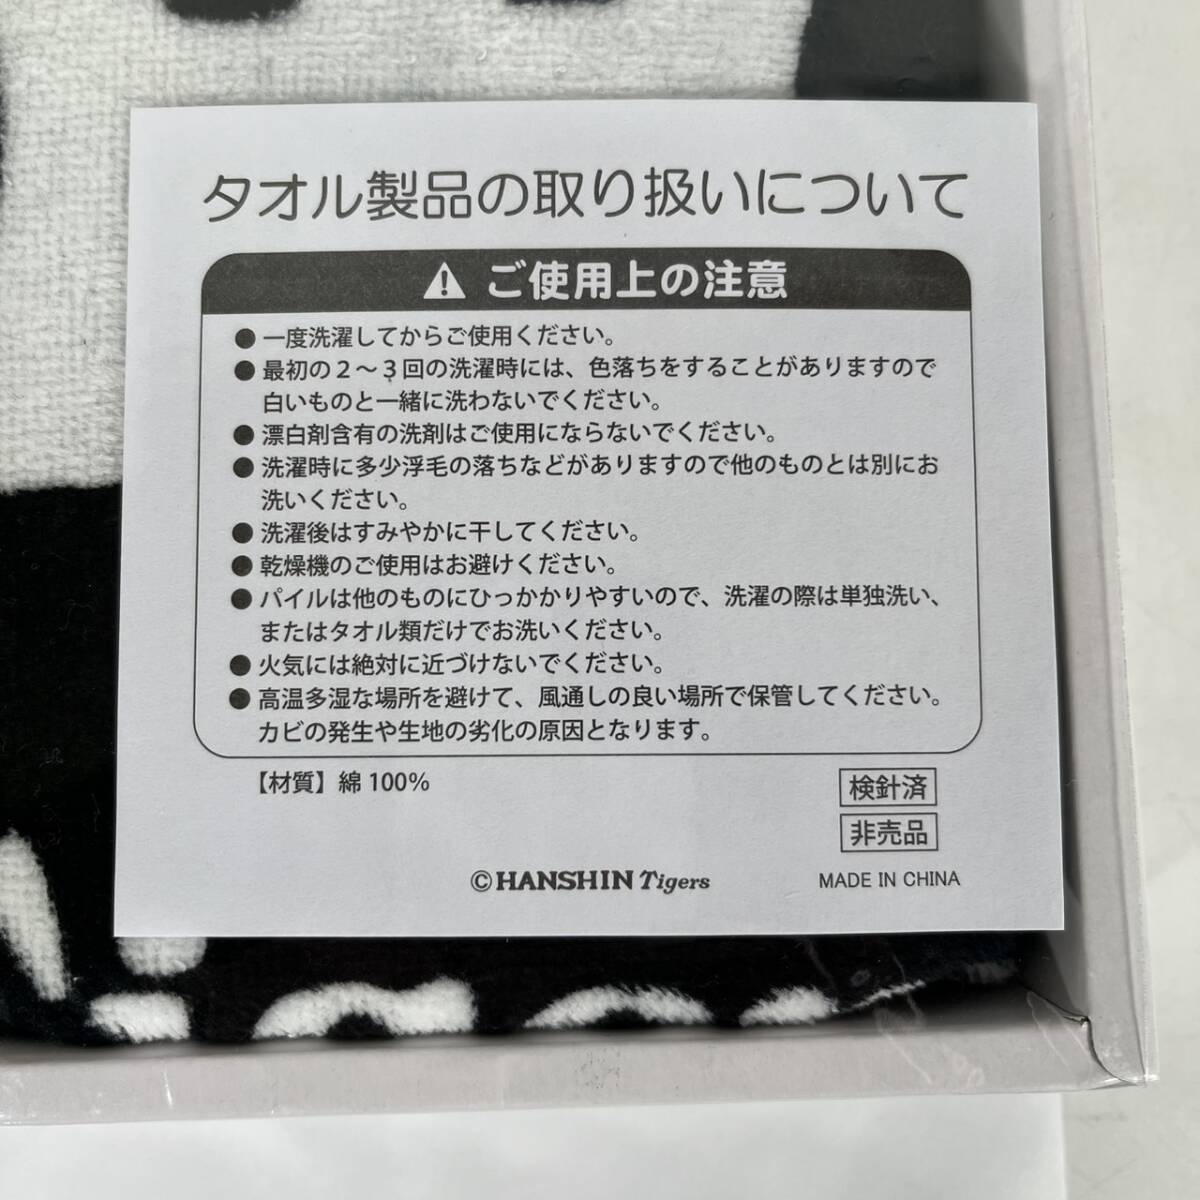 タオル製品の取り扱いについて
ご使用上の注意
●一度洗濯してからご使用ください。
●最初の2〜3回の洗濯時には、色落ちをすることがありますので
白いものと一緒に洗わないでください。
●漂白剤含有の洗剤はご使用にならないでください。
●洗濯時に多少浮毛の落ちなどがありますので他のものとは別にお
洗いください。
●洗濯後はすみやかに干してください。
●乾燥機のご使用はお避けください。
●パイルは他のものにひっかかりやすいので、洗濯の際は単独洗い、
またはタオル類だけでお洗いください。
●火気には絶対に近づけないでください。
●高温多湿な場所を避けて、風通しの良い場所で保管してください。
カビの発生や生地の劣化の原因となります。
【材質】綿100%
検針済
非売品
©HANSHIN Tigers
MADE IN CHINA